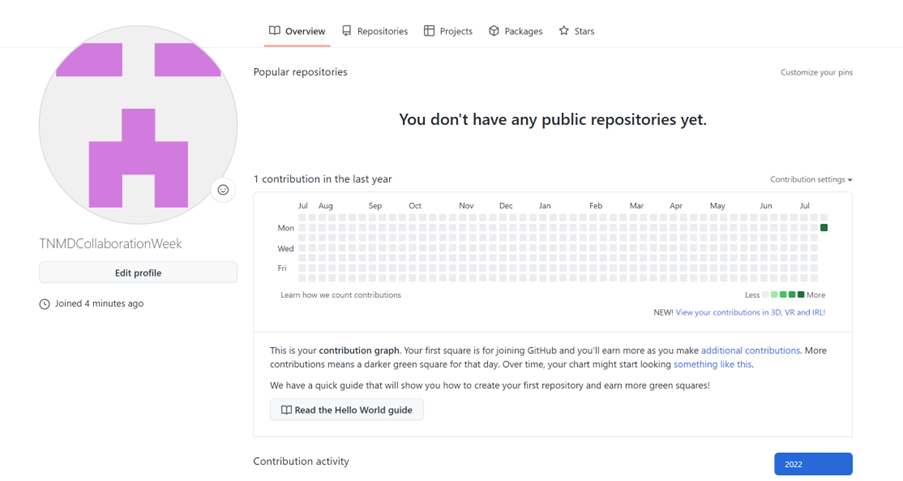 Overview Repositories Projects Packages Stars
TNMDCollaborationWeek
Edit profile
Joined 4 minutes ago
Popular repositories
Customize your pins
You don't have any public repositories yet.
1 contribution in the last year
Contribution settings
Jul Aug Sep Oct Nov Dec Jan Feb Mar Apr May Jun Jul
Mon
Wed
Fri
Learn how we count contributions
Less More
NEW! View your contributions in 3D, VR and IRL!
This is your contribution graph. Your first square is for joining GitHub and you'll earn more as you make additional contributions. More
contributions means a darker green square for that day. Over time, your chart might start looking something like this.
We have a quick guide that will show you how to create your first repository and earn more green squares!
Read the Hello World guide
Contribution activity
2022